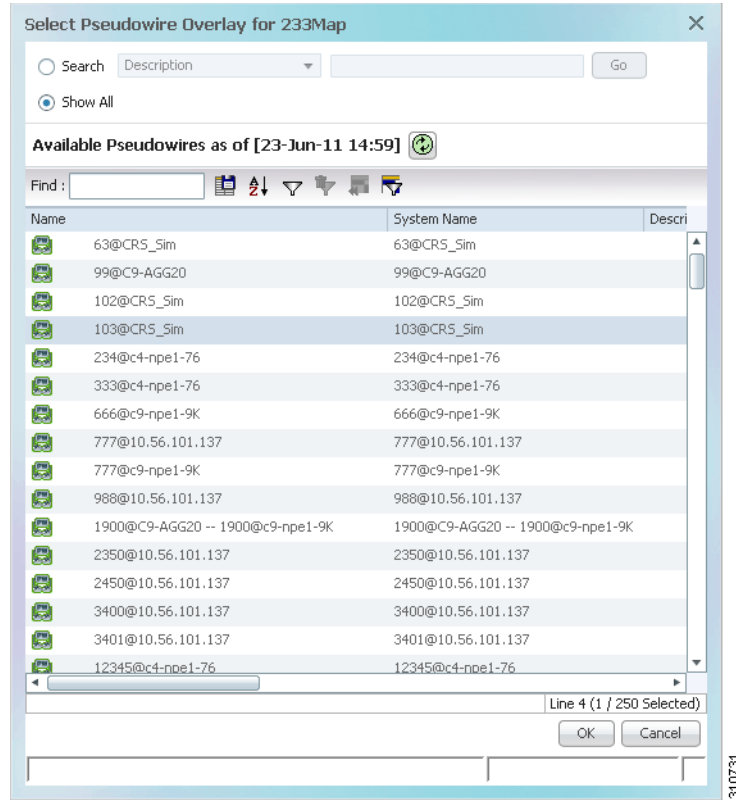 Select Pseudowire Overlay for 233Map
Search Description Go
Show All
Available Pseudowires as of [23-Jun-11 14:59]
Find :
Name System Name Descri
63@CRS_Sim 63@CRS_Sim
99@C9-AGG20 99@C9-AGG20
102@CRS_Sim 102@CRS_Sim
103@CRS_Sim 103@CRS_Sim
234@c4-npe1-76 234@c4-npe1-76
333@c4-npe1-76 333@c4-npe1-76
666@c9-npe1-9K 666@c9-npe1-9K
777@10.56.101.137 777@10.56.101.137
777@c9-npe1-9K 777@c9-npe1-9K
988@10.56.101.137 988@10.56.101.137
1900@C9-AGG20 -- 1900@c9-npe1-9K 1900@C9-AGG20 -- 1900@c9-npe1-9K
2350@10.56.101.137 2350@10.56.101.137
2450@10.56.101.137 2450@10.56.101.137
3400@10.56.101.137 3400@10.56.101.137
3401@10.56.101.137 3401@10.56.101.137
12345@c4-npe1-76 12345@c4-npe1-76
Line 4 (1 / 250 Selected)
OK Cancel
310731